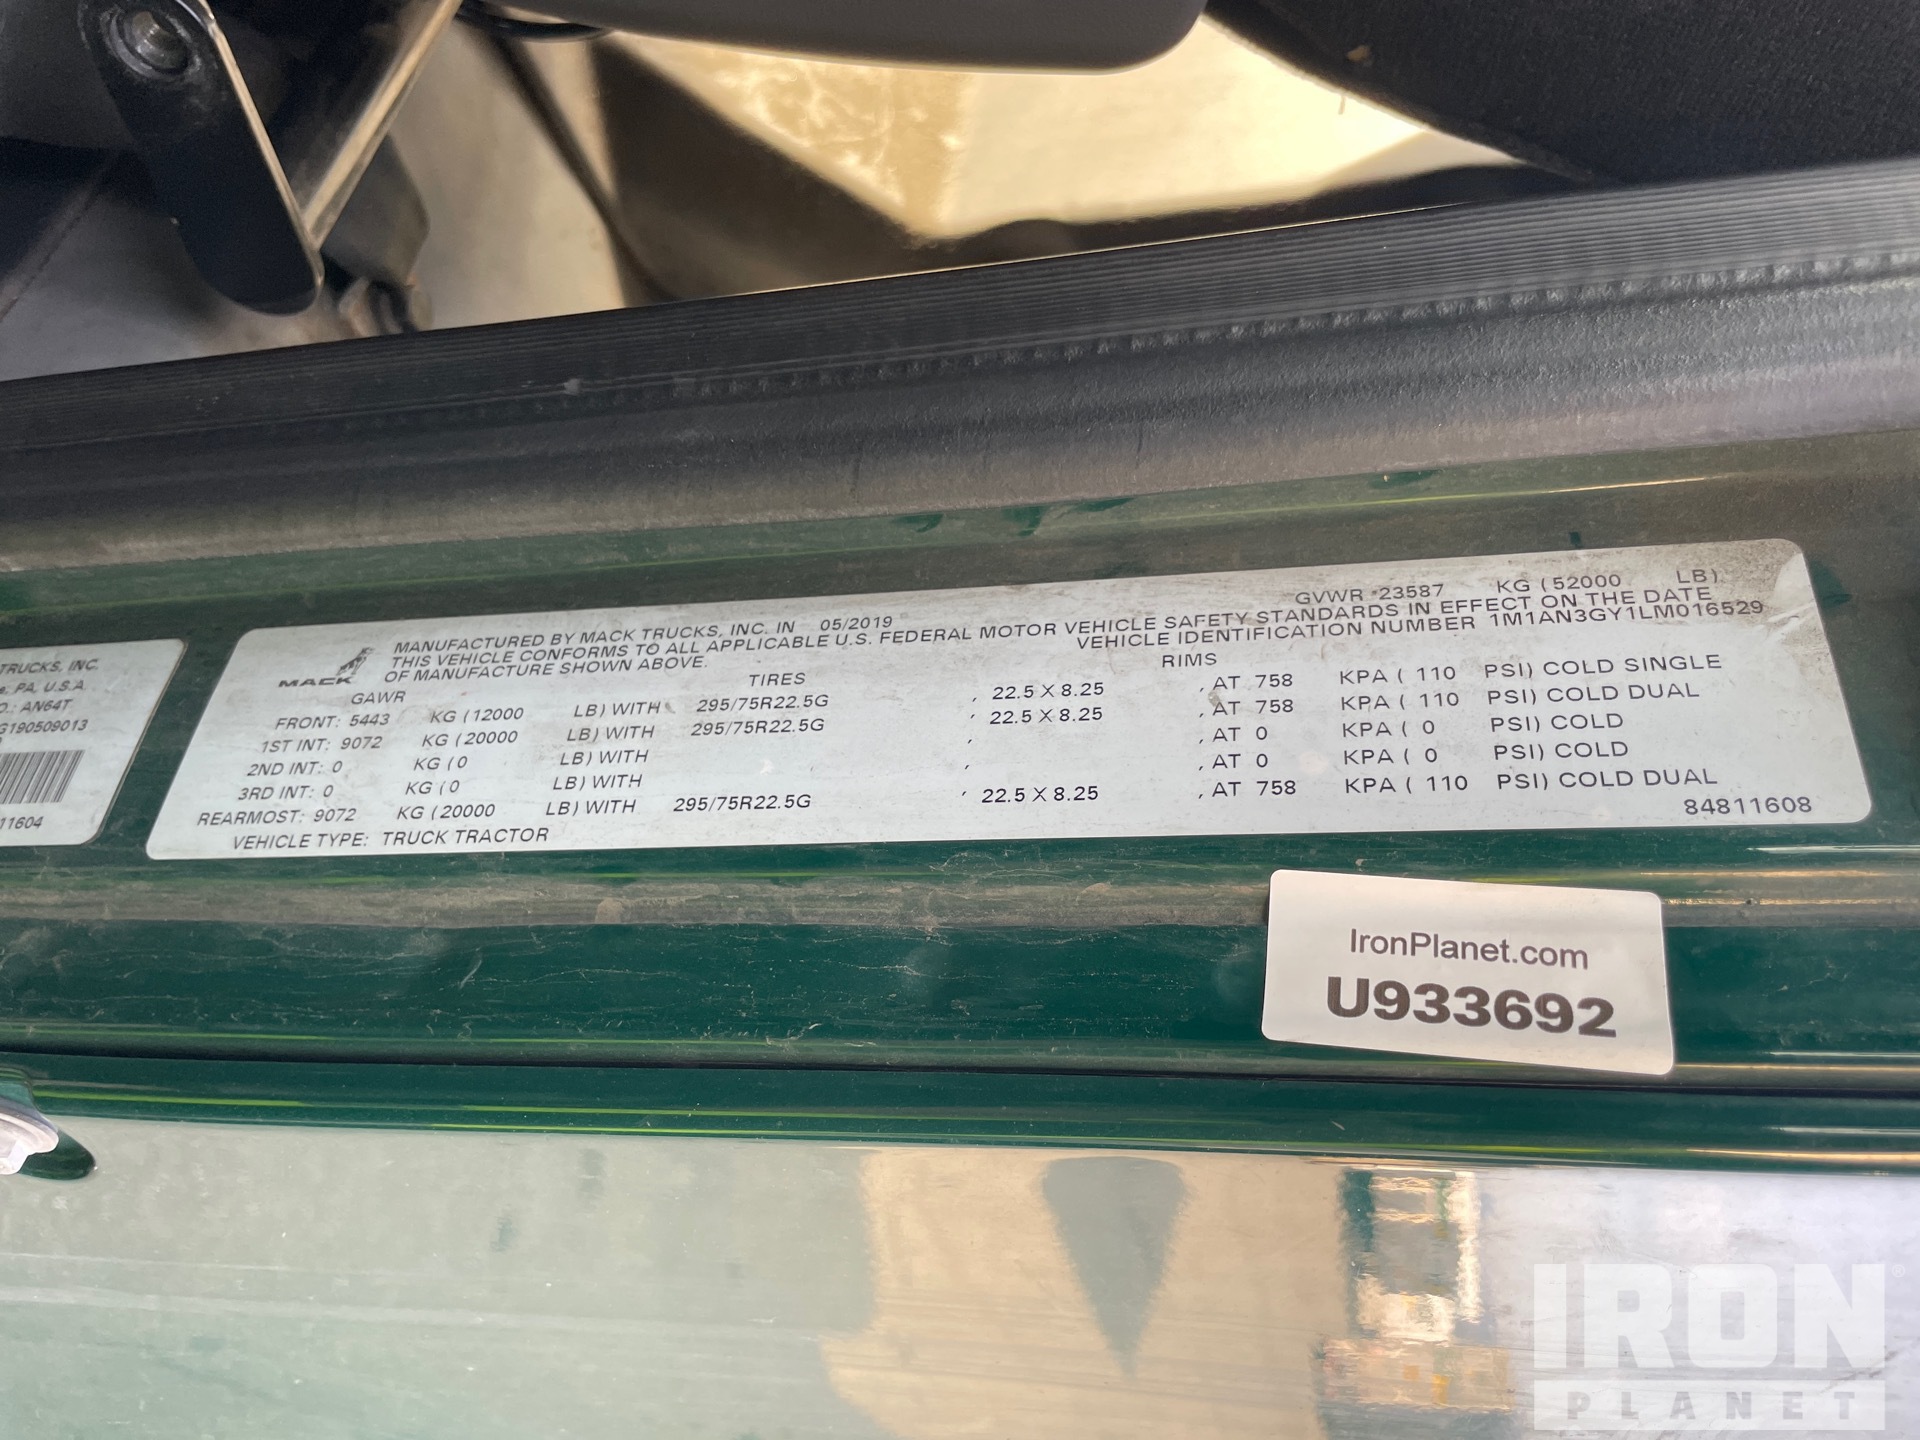 TRUCKS, INC.
, PA, U.S.A.
AN64T
G190509013
11604
MACK
MANUFACTURED BY MACK TRUCKS, INC. IN 05/2019 GVWR 23587 KG (52000 LB)
THIS VEHICLE CONFORMS TO ALL APPLICABLE U.S. FEDERAL MOTOR VEHICLE SAFETY STANDARDS IN EFFECT ON THE DATE
OF MANUFACTURE SHOWN ABOVE. VEHICLE IDENTIFICATION NUMBER 1M1AN3GY1LM016529
GAWR TIRES RIMS
FRONT: 5443 KG (12000 LB) WITH 295/75R22.5G , 22.5 X 8.25 , AT 758 KPA ( 110 PSI) COLD SINGLE
1ST INT: 9072 KG (20000 LB) WITH 295/75R22.5G , 22.5 X 8.25 , AT 758 KPA ( 110 PSI) COLD DUAL
2ND INT: 0 KG (0 LB) WITH , , AT 0 KPA ( 0 PSI) COLD
3RD INT: 0 KG (0 LB) WITH , , AT 0 KPA ( 0 PSI) COLD
REARMOST: 9072 KG (20000 LB) WITH 295/75R22.5G , 22.5 X 8.25 , AT 758 KPA ( 110 PSI) COLD DUAL
VEHICLE TYPE: TRUCK TRACTOR 84811608
IronPlanet.com
U933692
IRON®
PLANET